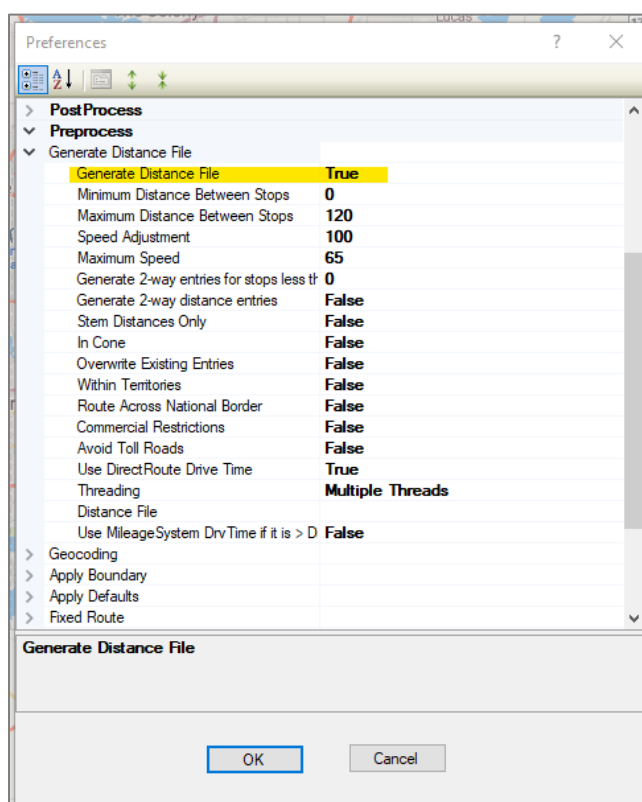 Lucas
Preferences ?
PostProcess
Preprocess
Generate Distance File
Generate Distance File True
Minimum Distance Between Stops 0
Maximum Distance Between Stops 120
Speed Adjustment 100
Maximum Speed 65
Generate 2-way entries for stops less th 0
Generate 2-way distance entries False
Stem Distances Only False
In Cone False
Overwrite Existing Entries False
Within Territories False
Route Across National Border False
Commercial Restrictions False
Avoid Toll Roads False
Use DirectRoute Drive Time True
Threading Multiple Threads
Distance File
Use MileageSystem DrvTime if it is > D False
Geocoding
Apply Boundary
Apply Defaults
Fixed Route
Generate Distance File
OK Cancel